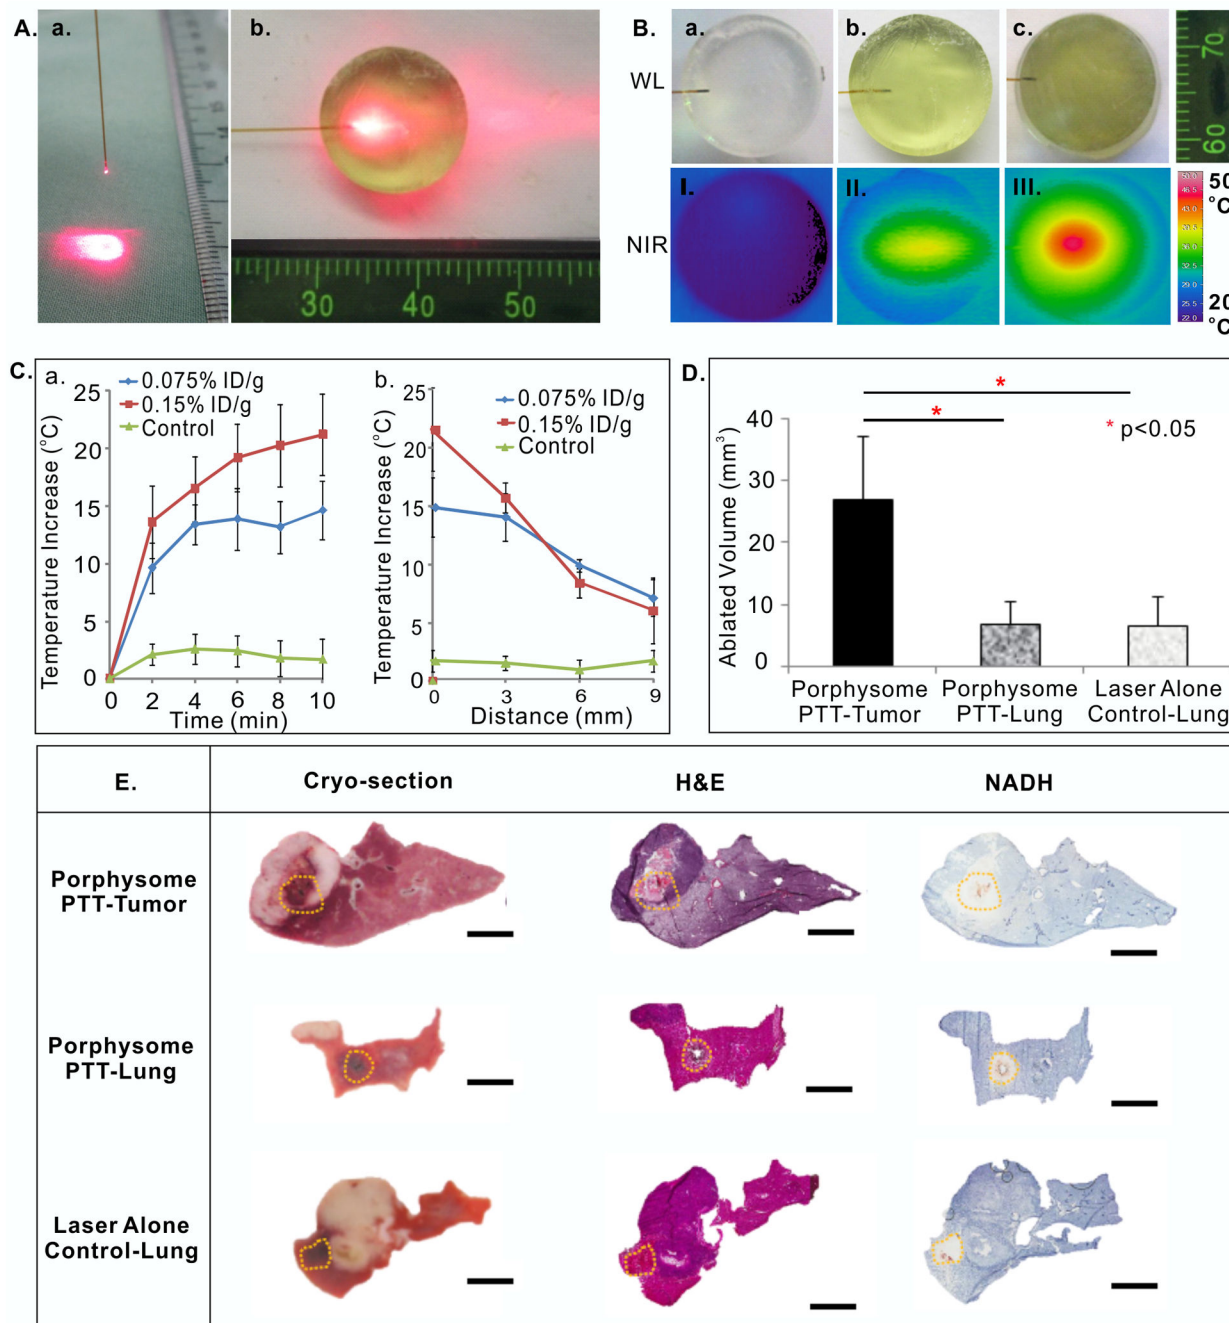 A. a. b.
30 40 50
B. a. b. c.
WL
70
60
I. II. III.
NIR
50
°C
20
°C
C. a.
0.075% ID/g
0.15% ID/g
Control
Temperature Increase (°C)
25
20
15
10
5
0
0 2 4 6 8 10
Time (min)
b.
0.075% ID/g
0.15% ID/g
Control
Temperature Increase (°C)
25
20
15
10
5
0
0 3 6 9
Distance (mm)
D.
*
*
* p<0.05
Ablated Volume (mm³)
40
30
20
10
0
Porphysome
PTT-Tumor
Porphysome
PTT-Lung
Laser Alone
Control-Lung
E. Cryo-section H&E NADH
Porphysome
PTT-Tumor
Porphysome
PTT-Lung
Laser Alone
Control-Lung